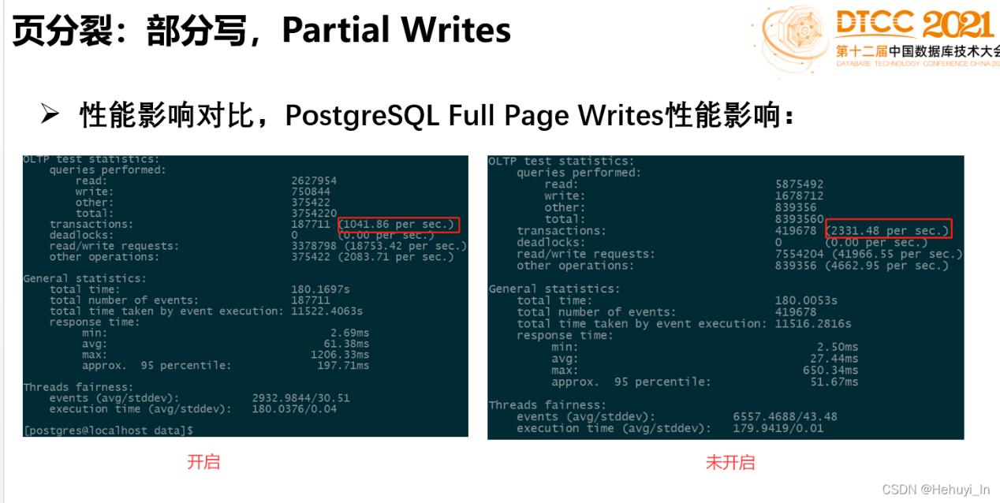 页分裂：部分写，Partial Writes
DTCC 2021
第十二届中国数据库技术大会
DATABASE TECHNOLOGY CONFERENCE CHINA 202
➢ 性能影响对比，PostgreSQL Full Page Writes性能影响：
OLTP test statistics:
queries performed:
read: 2627954
write: 750844
other: 375422
total: 3754220
transactions: 187711 (1041.86 per sec.)
deadlocks: 0 (0.00 per sec.)
read/write requests: 3378798 (18753.42 per sec.)
other operations: 375422 (2083.71 per sec.)
General statistics:
total time: 180.1697s
total number of events: 187711
total time taken by event execution: 11522.4063s
response time:
min: 2.69ms
avg: 61.38ms
max: 1206.33ms
approx. 95 percentile: 197.71ms
Threads fairness:
events (avg/stddev): 2932.9844/30.51
execution time (avg/stddev): 180.0376/0.04
[postgres@localhost data]$
开启
OLTP test statistics:
queries performed:
read: 5875492
write: 1678712
other: 839356
total: 8393560
transactions: 419678 (2331.48 per sec.)
deadlocks: 0 (0.00 per sec.)
read/write requests: 7554204 (41966.55 per sec.)
other operations: 839356 (4662.95 per sec.)
General statistics:
total time: 180.0053s
total number of events: 419678
total time taken by event execution: 11516.2816s
response time:
min: 2.50ms
avg: 27.44ms
max: 650.34ms
approx. 95 percentile: 51.67ms
Threads fairness:
events (avg/stddev): 6557.4688/43.48
execution time (avg/stddev): 179.9419/0.01
未开启
CSDN @Hehuyi_In